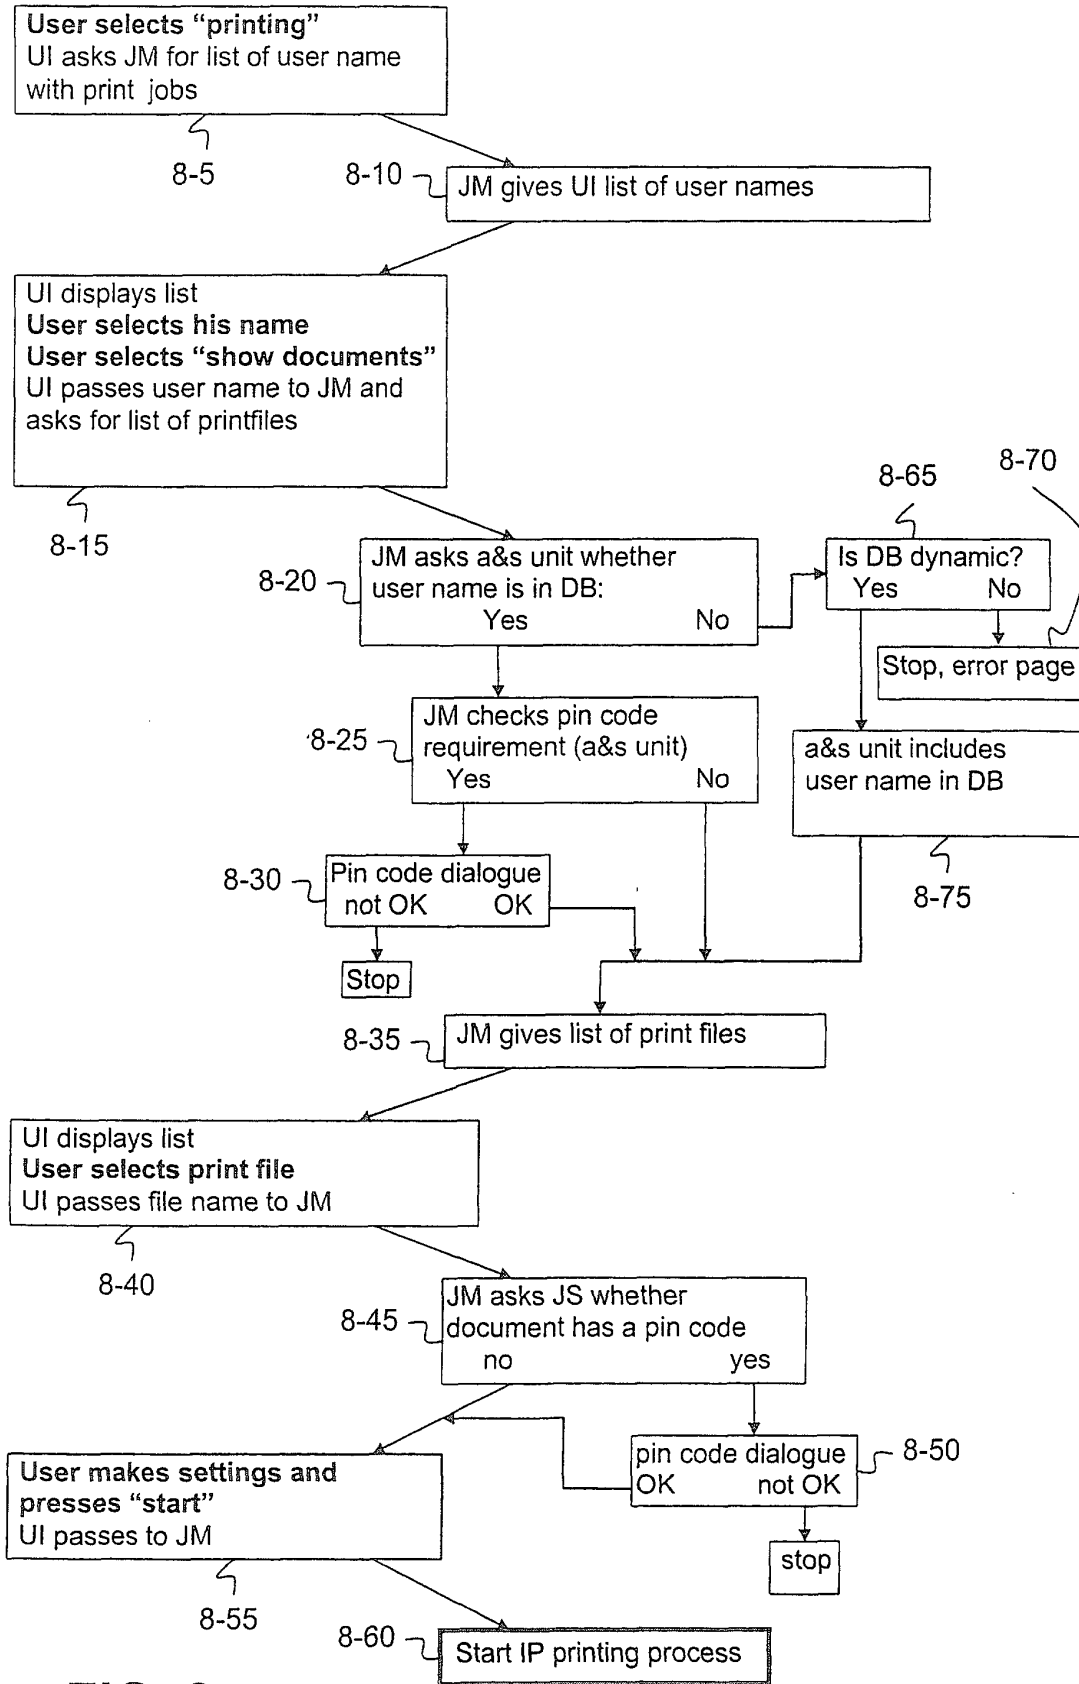 User selects “printing”
UI asks JM for list of user name
with print jobs
8-5
8-10
JM gives UI list of user names
UI displays list
User selects his name
User selects “show documents”
UI passes user name to JM and
asks for list of printfiles
8-15
8-65
8-70
JM asks a&s unit whether
user name is in DB:
Yes No
8-20
Is DB dynamic?
Yes No
Stop, error page
JM checks pin code
requirement (a&s unit)
Yes No
8-25
a&s unit includes
user name in DB
8-75
8-30
Pin code dialogue
not OK OK
Stop
8-35
JM gives list of print files
UI displays list
User selects print file
UI passes file name to JM
8-40
8-45
JM asks JS whether
document has a pin code
no yes
8-50
pin code dialogue
OK not OK
stop
User makes settings and
presses “start”
UI passes to JM
8-55
8-60
Start IP printing process